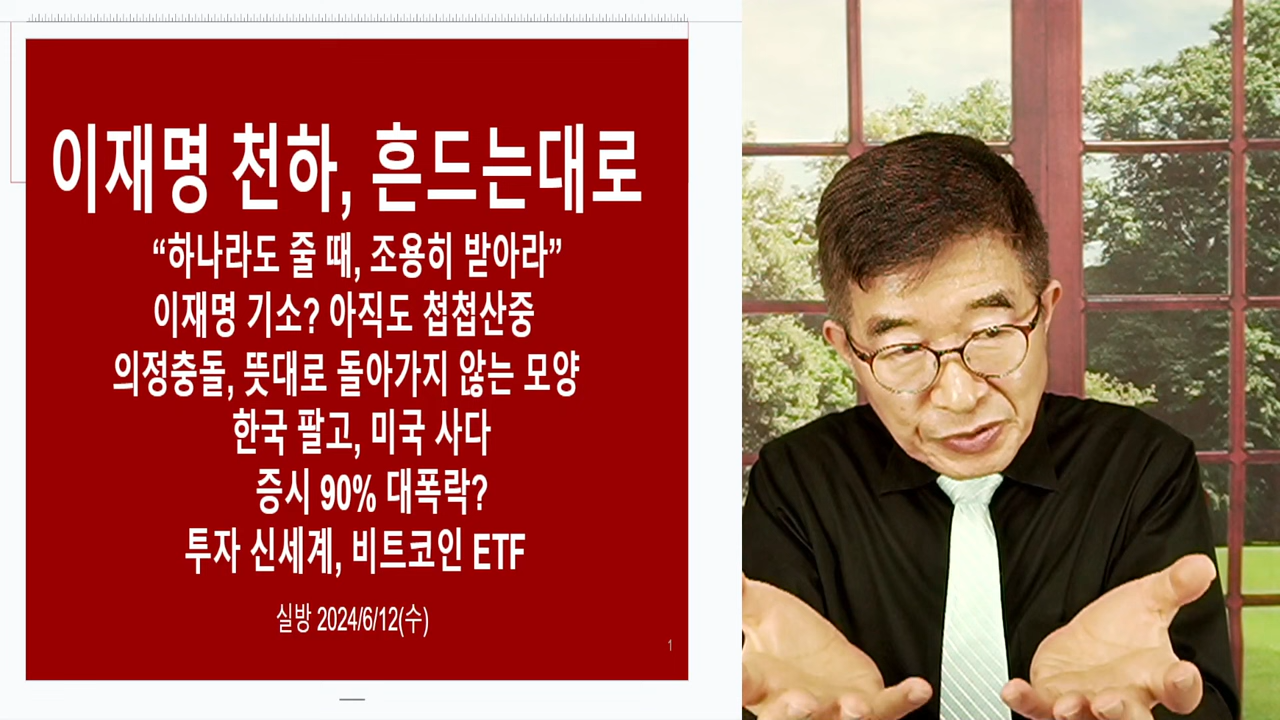 이재명 천하, 흔드는대로
“하나라도 줄 때, 조용히 받아라”
이재명 기소? 아직도 첩첩산중
의정충돌, 뜻대로 돌아가지 않는 모양
한국 팔고, 미국 사다
증시 90% 대폭락?
투자 신세계, 비트코인 ETF
실방 2024/6/12(수)
1